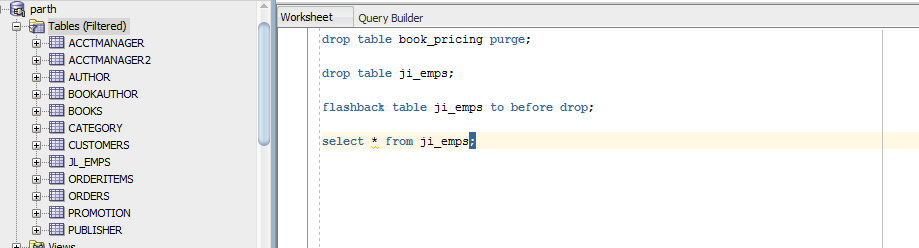 parth
Tables (Filtered)
ACCTMANAGER
ACCTMANAGER2
AUTHOR
BOOKAUTHOR
BOOKS
CATEGORY
CUSTOMERS
JL_EMPS
ORDERITEMS
ORDERS
PROMOTION
PUBLISHER
Views
Worksheet Query Builder
drop table book_pricing purge;
drop table ji_emps;
flashback table ji_emps to before drop;
select * from ji_emps;